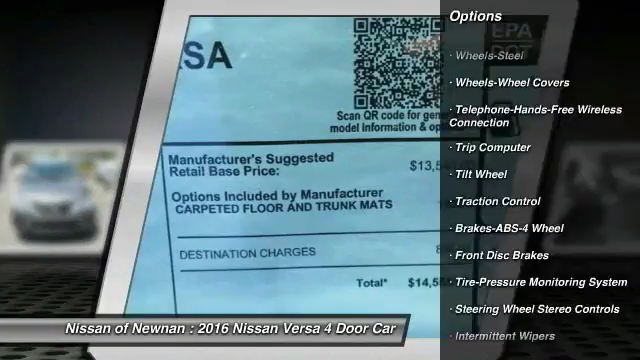 RSA
Scan QR code for
model information &
Manufacturer's Suggested
Retail Base Price:
Options Included by Manufacturer
CARPETED FLOOR AND TRUNK MATS
DESTINATION CHARGES
Total*
Nissan of Newnan : 2016 Nissan Versa 4 Door Car
Options
EPA
DOT
· Wheels-Steel
· Wheels-Wheel Covers
· Telephone-Hands-Free Wireless
Connection
· Trip Computer
· Tilt Wheel
· Traction Control
· Brakes-ABS-4 Wheel
· Front Disc Brakes
· Tire-Pressure Monitoring System
· Steering Wheel Stereo Controls
· Intermittent Wipers